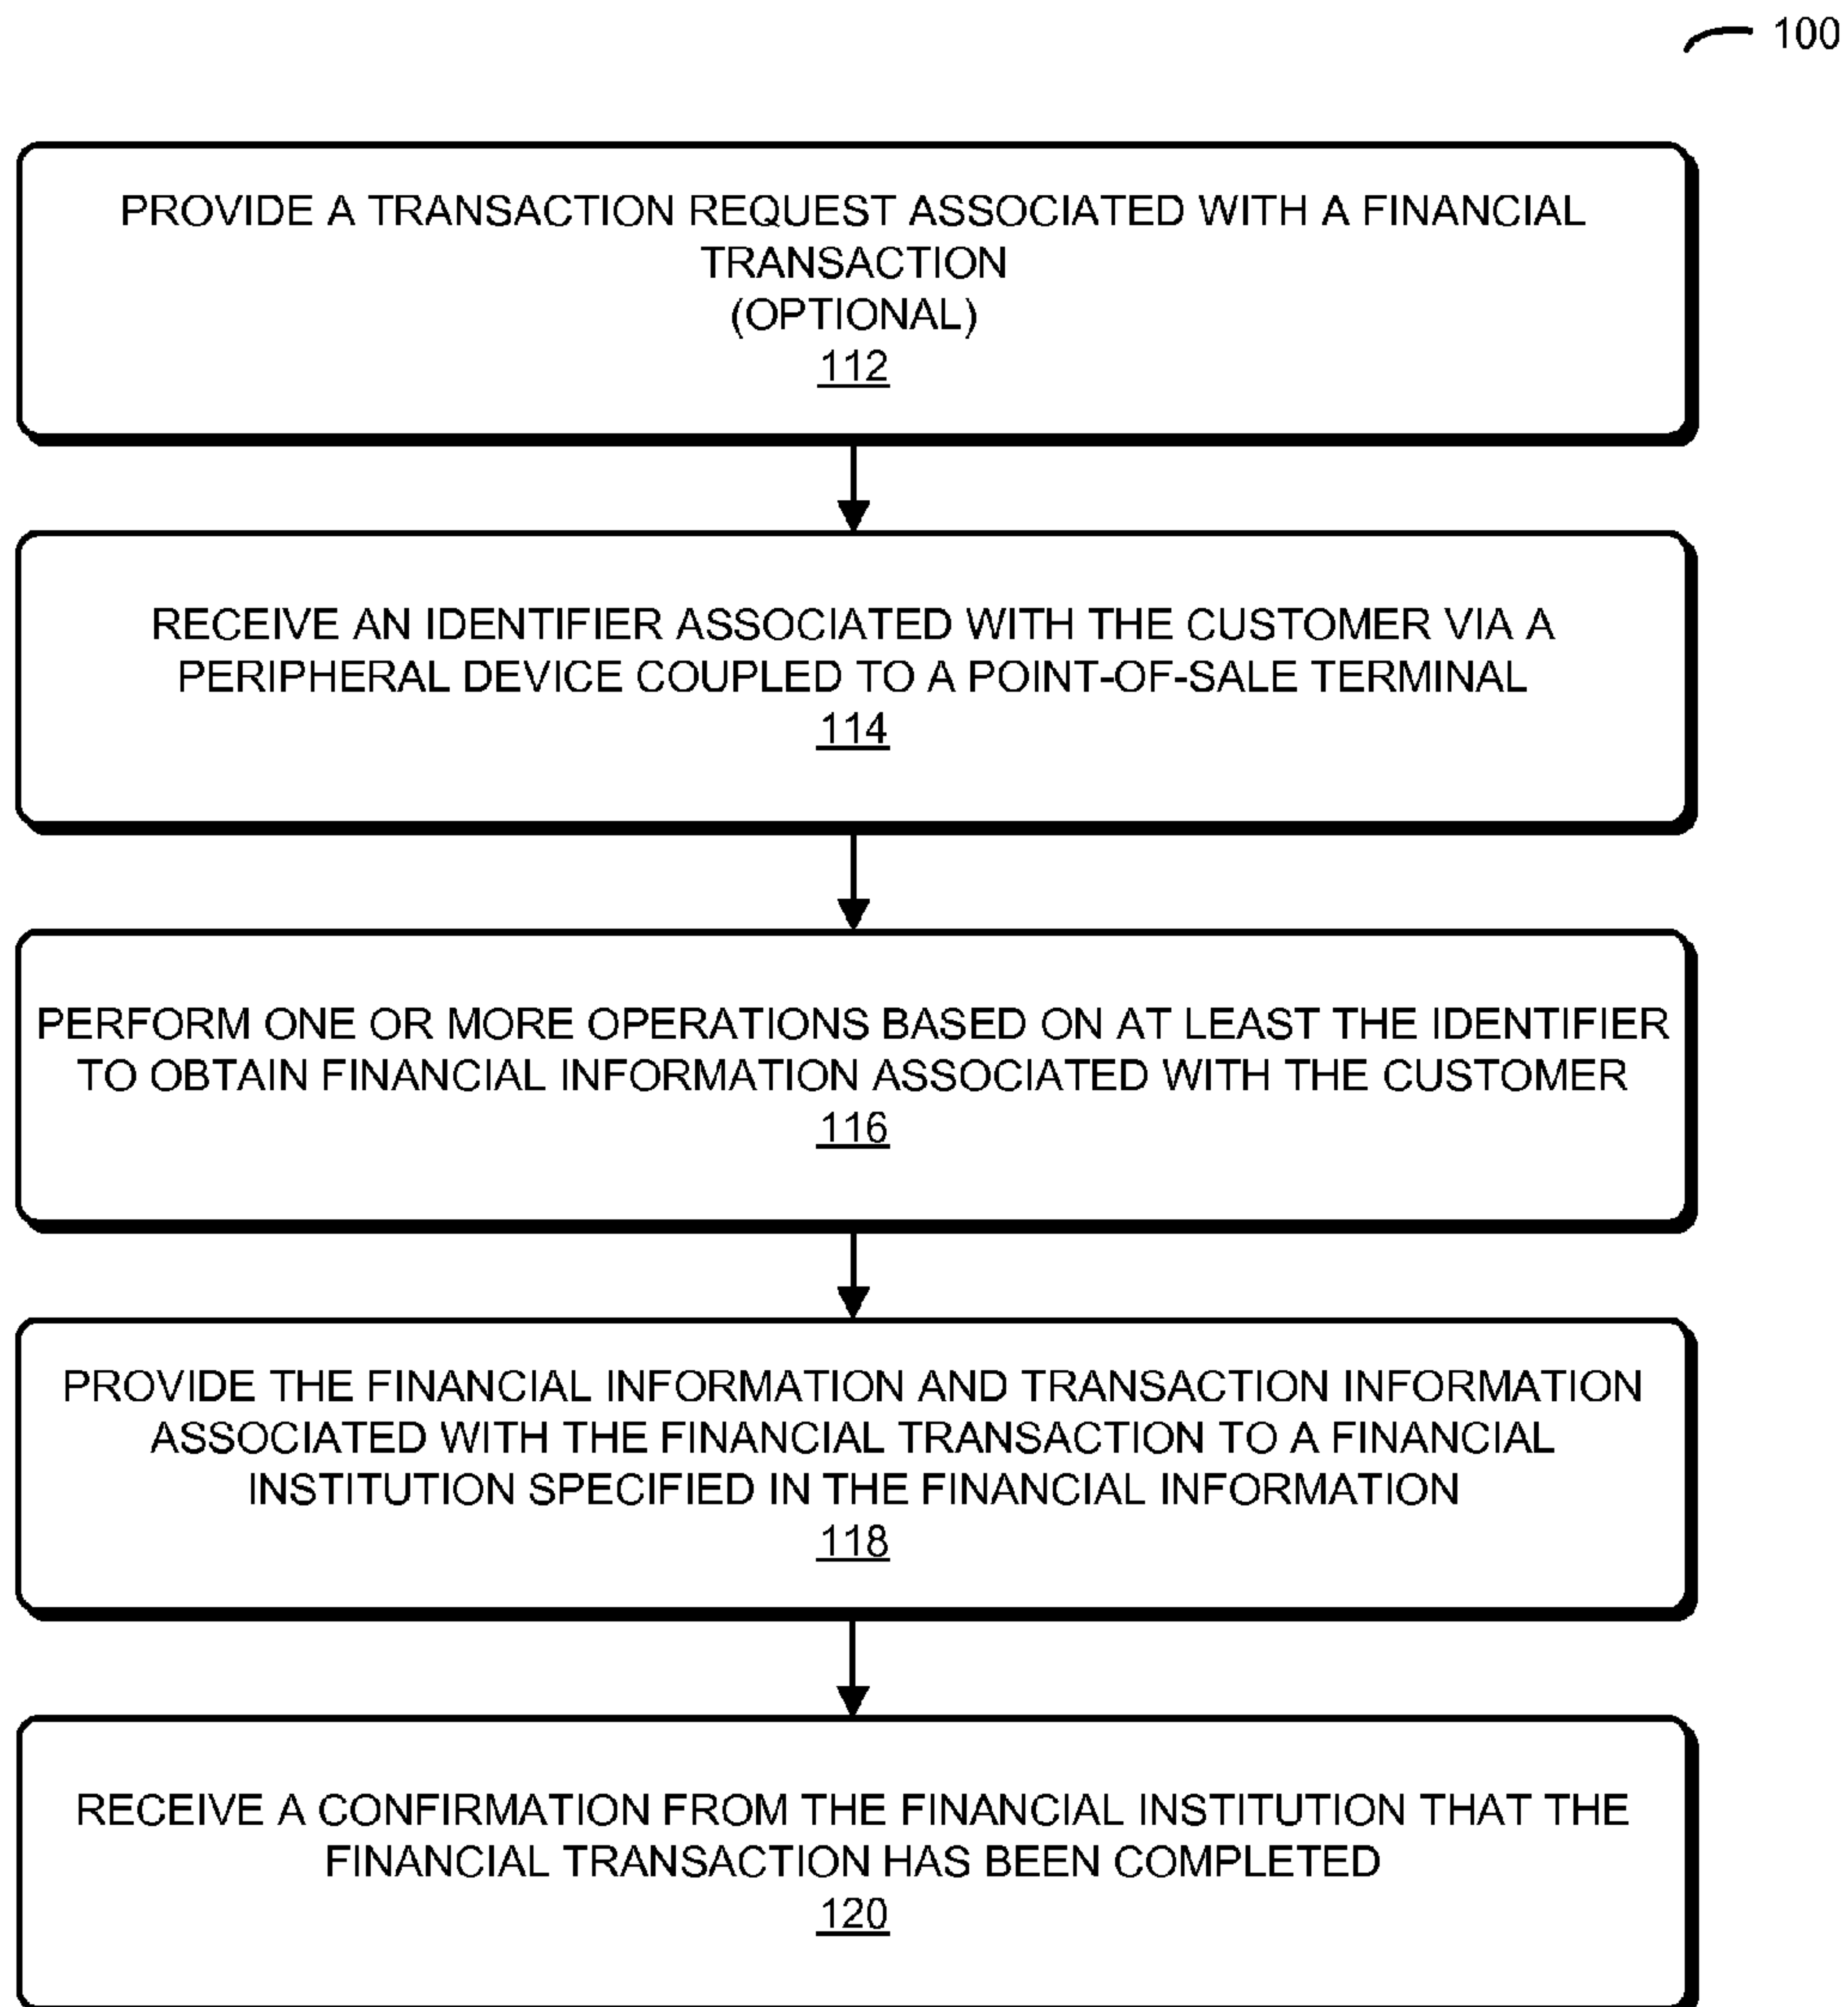 100
PROVIDE A TRANSACTION REQUEST ASSOCIATED WITH A FINANCIAL
TRANSACTION
(OPTIONAL)
112
RECEIVE AN IDENTIFIER ASSOCIATED WITH THE CUSTOMER VIA A
PERIPHERAL DEVICE COUPLED TO A POINT-OF-SALE TERMINAL
114
PERFORM ONE OR MORE OPERATIONS BASED ON AT LEAST THE IDENTIFIER
TO OBTAIN FINANCIAL INFORMATION ASSOCIATED WITH THE CUSTOMER
116
PROVIDE THE FINANCIAL INFORMATION AND TRANSACTION INFORMATION
ASSOCIATED WITH THE FINANCIAL TRANSACTION TO A FINANCIAL
INSTITUTION SPECIFIED IN THE FINANCIAL INFORMATION
118
RECEIVE A CONFIRMATION FROM THE FINANCIAL INSTITUTION THAT THE
FINANCIAL TRANSACTION HAS BEEN COMPLETED
120